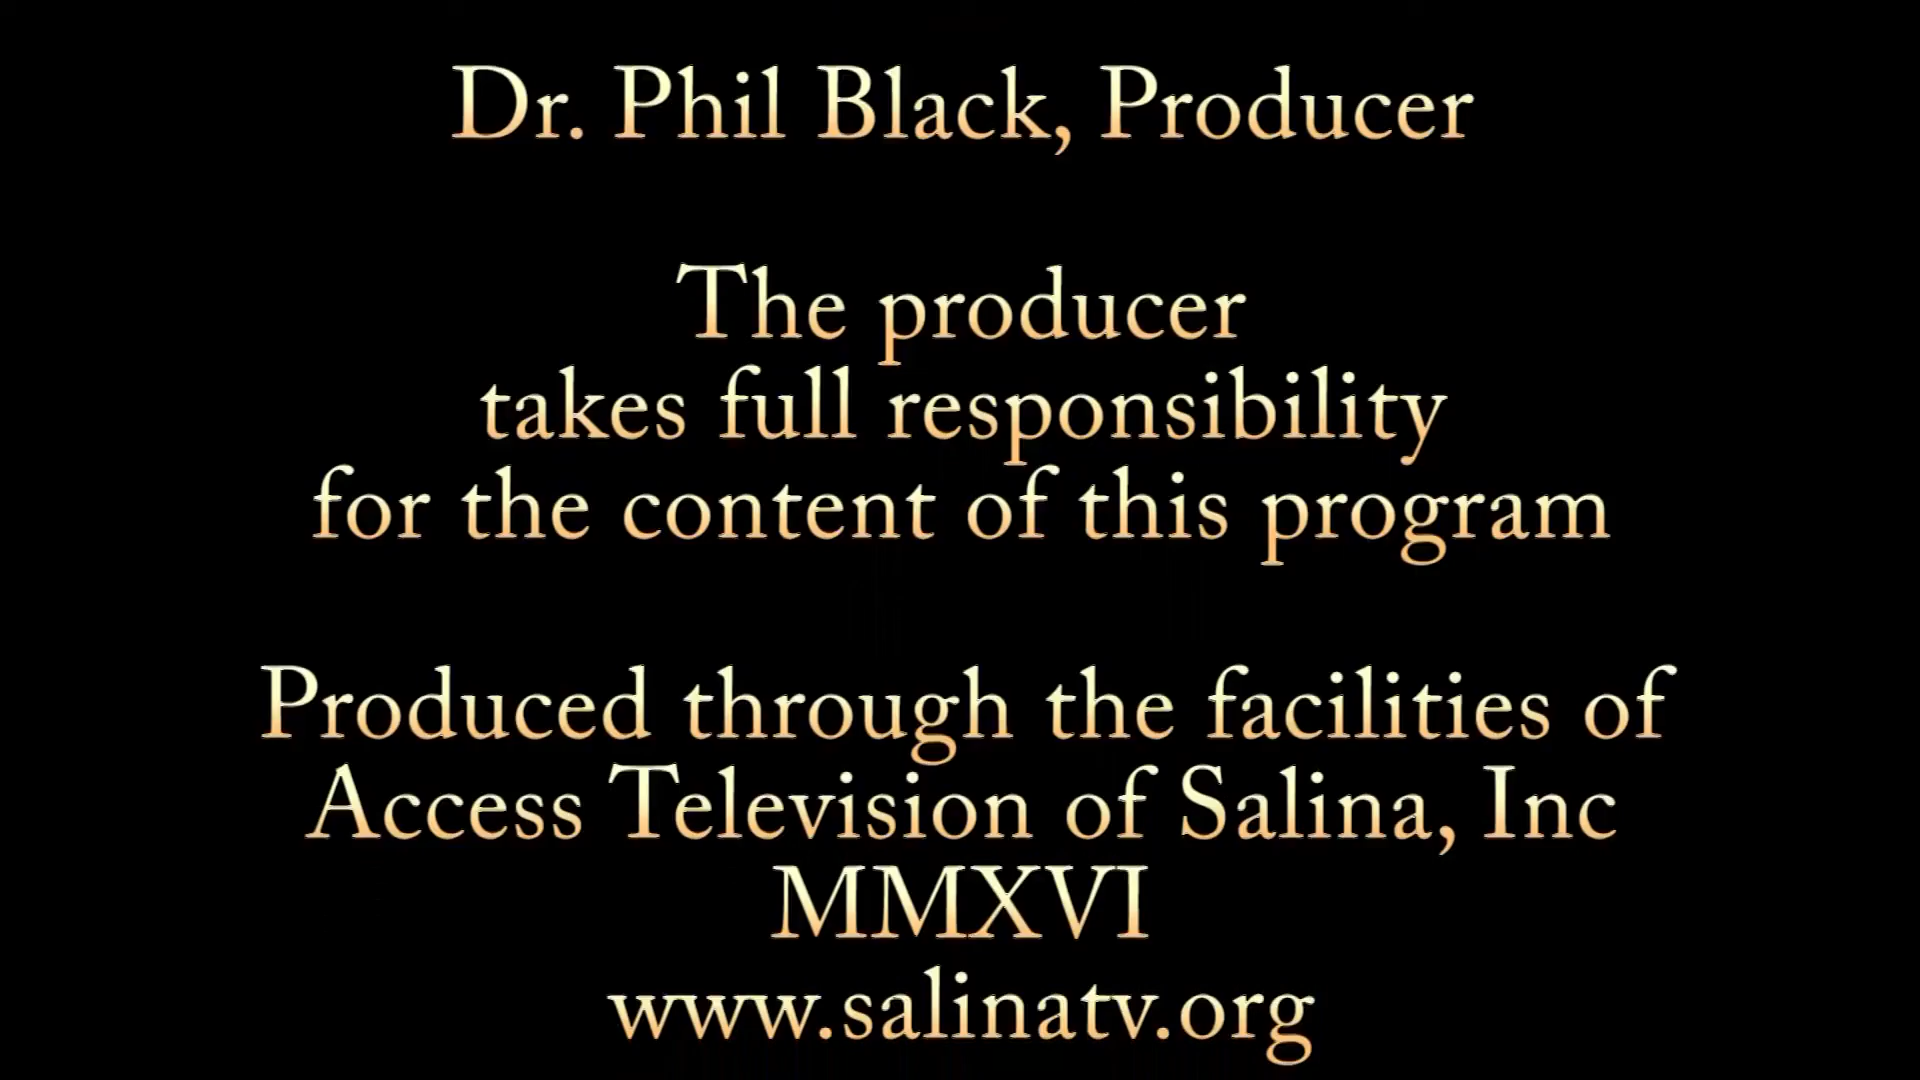 Dr. Phil Black, Producer
The producer
takes full responsibility
for the content of this program
Produced through the facilities of
Access Television of Salina, Inc
MMXVI
www.salinatv.org